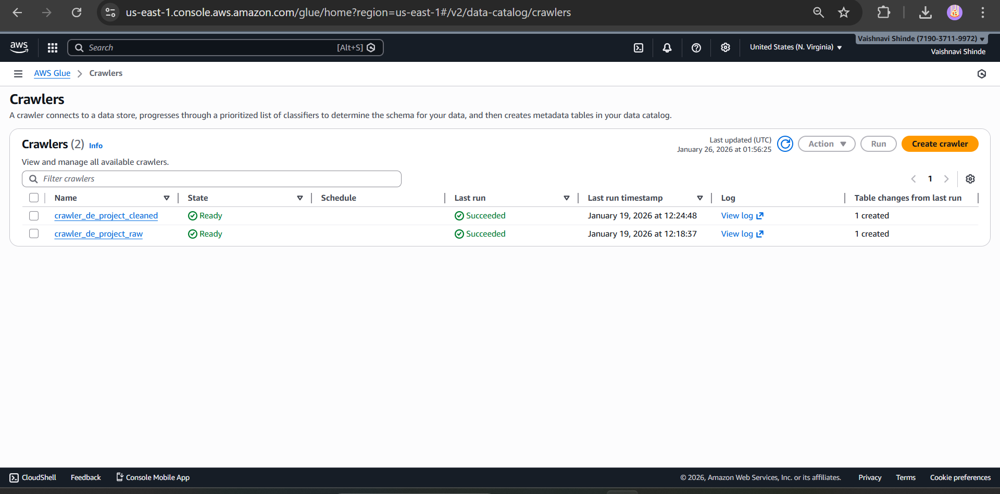 us-east-1.console.aws.amazon.com/glue/home?region=us-east-1#/v2/data-catalog/crawlers
aws
Search
[Alt+S]
United States (N. Virginia)
Vaishnavi Shinde (7190-3711-9972)
Vaishnavi Shinde
AWS Glue
Crawlers
Crawlers
A crawler connects to a data store, progresses through a prioritized list of classifiers to determine the schema for your data, and then creates metadata tables in your data catalog.
Crawlers (2) Info
Last updated (UTC)
January 26, 2026 at 01:56:25
Action
Run
Create crawler
View and manage all available crawlers.
Filter crawlers
1
Name State Schedule Last run Last run timestamp Log Table changes from last run
crawler_de_project_cleaned Ready Succeeded January 19, 2026 at 12:24:48 View log 1 created
crawler_de_project_raw Ready Succeeded January 19, 2026 at 12:18:37 View log 1 created
CloudShell Feedback Console Mobile App © 2026, Amazon Web Services, Inc. or its affiliates. Privacy Terms Cookie preferences